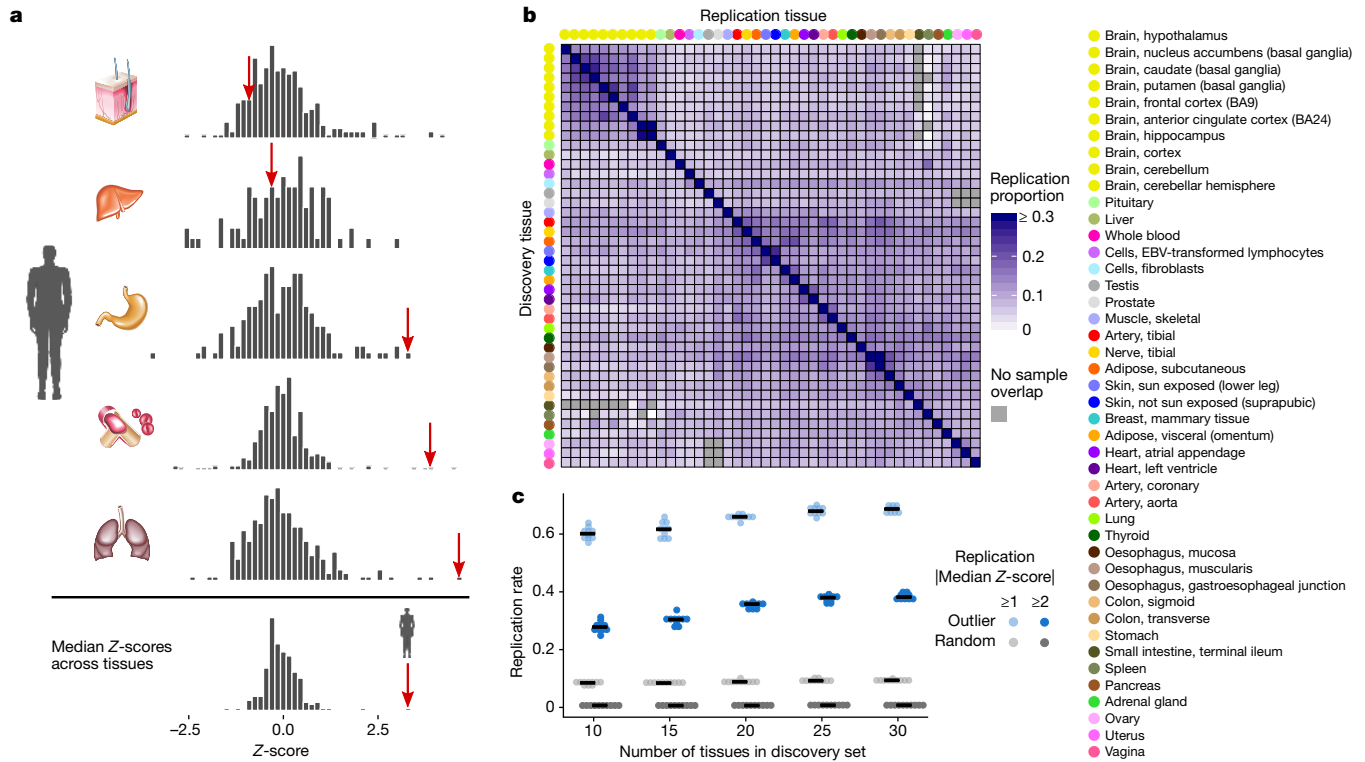 a
Median Z-scores
across tissues
−2.5
0.0
2.5
Z-score
b
Replication tissue
Discovery tissue
Replication
proportion
≥ 0.3
0.2
0.1
0
No sample
overlap
Brain, hypothalamus
Brain, nucleus accumbens (basal ganglia)
Brain, caudate (basal ganglia)
Brain, putamen (basal ganglia)
Brain, frontal cortex (BA9)
Brain, anterior cingulate cortex (BA24)
Brain, hippocampus
Brain, cortex
Brain, cerebellum
Brain, cerebellar hemisphere
Pituitary
Liver
Whole blood
Cells, EBV-transformed lymphocytes
Cells, fibroblasts
Testis
Prostate
Muscle, skeletal
Artery, tibial
Nerve, tibial
Adipose, subcutaneous
Skin, sun exposed (lower leg)
Skin, not sun exposed (suprapubic)
Breast, mammary tissue
Adipose, visceral (omentum)
Heart, atrial appendage
Heart, left ventricle
Artery, coronary
Artery, aorta
Lung
Thyroid
Oesophagus, mucosa
Oesophagus, muscularis
Oesophagus, gastroesophageal junction
Colon, sigmoid
Colon, transverse
Stomach
Small intestine, terminal ileum
Spleen
Pancreas
Adrenal gland
Ovary
Uterus
Vagina
c
Replication rate
0.6
0.4
0.2
0
10
15
20
25
30
Number of tissues in discovery set
Replication
|Median Z-score|
≥1 ≥2
Outlier
Random